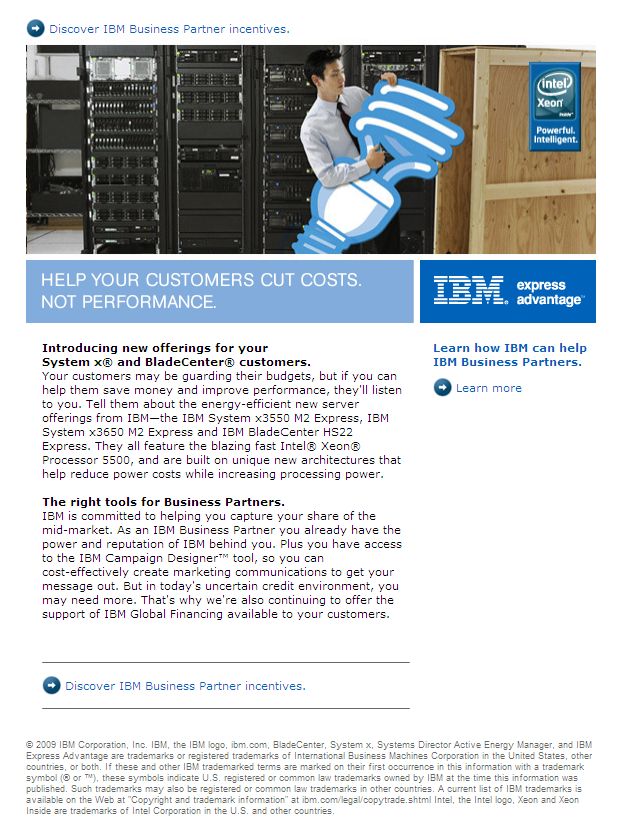 Discover IBM Business Partner incentives.
intel
Xeon
inside™
Powerful.
Intelligent.
HELP YOUR CUSTOMERS CUT COSTS.
NOT PERFORMANCE.
IBM® express
advantage™
Introducing new offerings for your
System x® and BladeCenter® customers.
Your customers may be guarding their budgets, but if you can
help them save money and improve performance, they'll listen
to you. Tell them about the energy-efficient new server
offerings from IBM—the IBM System x3550 M2 Express, IBM
System x3650 M2 Express and IBM BladeCenter HS22
Express. They all feature the blazing fast Intel® Xeon®
Processor 5500, and are built on unique new architectures that
help reduce power costs while increasing processing power.
The right tools for Business Partners.
IBM is committed to helping you capture your share of the
mid-market. As an IBM Business Partner you already have the
power and reputation of IBM behind you. Plus you have access
to the IBM Campaign Designer™ tool, so you can
cost-effectively create marketing communications to get your
message out. But in today's uncertain credit environment, you
may need more. That's why we're also continuing to offer the
support of IBM Global Financing available to your customers.
Learn how IBM can help
IBM Business Partners.
Learn more
Discover IBM Business Partner incentives.
© 2009 IBM Corporation, Inc. IBM, the IBM logo, ibm.com, BladeCenter, System x, Systems Director Active Energy Manager, and IBM
Express Advantage are trademarks or registered trademarks of International Business Machines Corporation in the United States, other
countries, or both. If these and other IBM trademarked terms are marked on their first occurrence in this information with a trademark
symbol (® or ™), these symbols indicate U.S. registered or common law trademarks owned by IBM at the time this information was
published. Such trademarks may also be registered or common law trademarks in other countries. A current list of IBM trademarks is
available on the Web at "Copyright and trademark information" at ibm.com/legal/copytrade.shtml Intel, the Intel logo, Xeon and Xeon
Inside are trademarks of Intel Corporation in the U.S. and other countries.